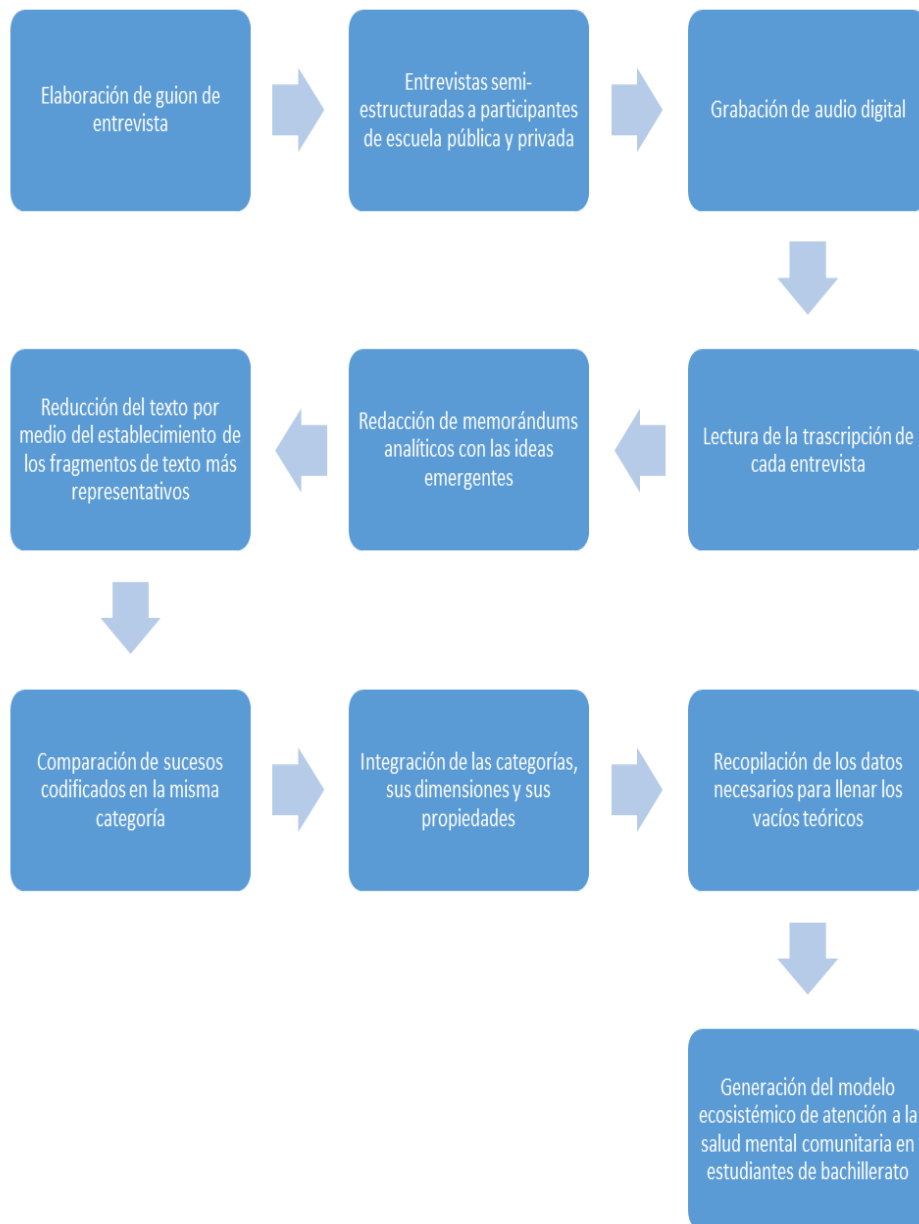 Elaboración de guion de
entrevista
Entrevistas semi-
estructuradas a participantes
de escuela pública y privada
Grabación de audio digital
Lectura de la trascripción de
cada entrevista
Redacción de memorándums
analíticos con las ideas
emergentes
Reducción del texto por
medio del establecimiento de
los fragmentos de texto más
representativos
Comparación de sucesos
codificados en la misma
categoría
Integración de las categorías,
sus dimensiones y sus
propiedades
Recopilación de los datos
necesarios para llenar los
vacíos teóricos
Generación del modelo
ecosistémico de atención a la
salud mental comunitaria en
estudiantes de bachillerato